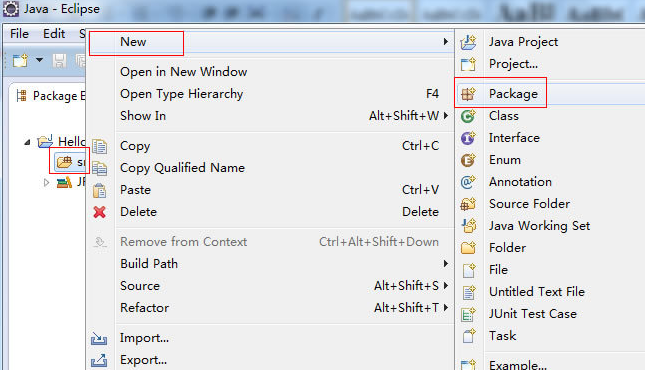 Java - Eclipse
File Edit S
New
Open in New Window
Open Type Hierarchy F4
Show In Alt+Shift+W
Copy Ctrl+C
Copy Qualified Name
Paste Ctrl+V
Delete Delete
Remove from Context Ctrl+Alt+Shift+Down
Build Path
Source Alt+Shift+S
Refactor Alt+Shift+T
Import...
Export...
Package E
Hello
Java Project
Project...
Package
Class
Interface
Enum
Annotation
Source Folder
Java Working Set
Folder
File
Untitled Text File
JUnit Test Case
Task
Example...